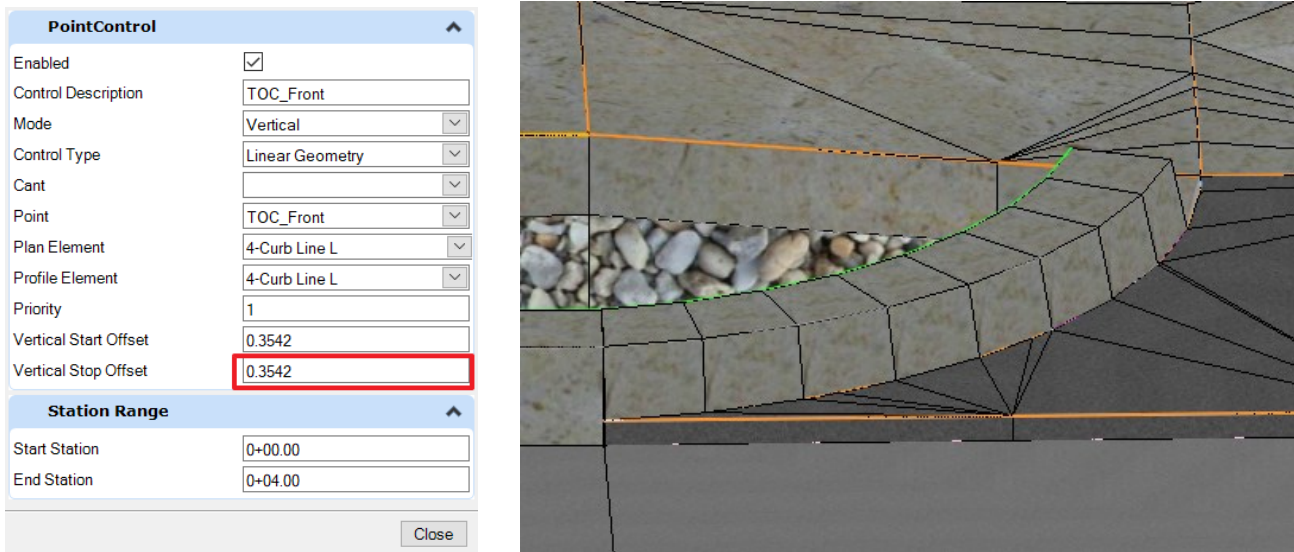 PointControl
Enabled
Control Description TOC_Front
Mode Vertical
Control Type Linear Geometry
Cant
Point TOC_Front
Plan Element 4-Curb Line L
Profile Element 4-Curb Line L
Priority 1
Vertical Start Offset 0.3542
Vertical Stop Offset 0.3542
Station Range
Start Station 0+00.00
End Station 0+04.00
Close